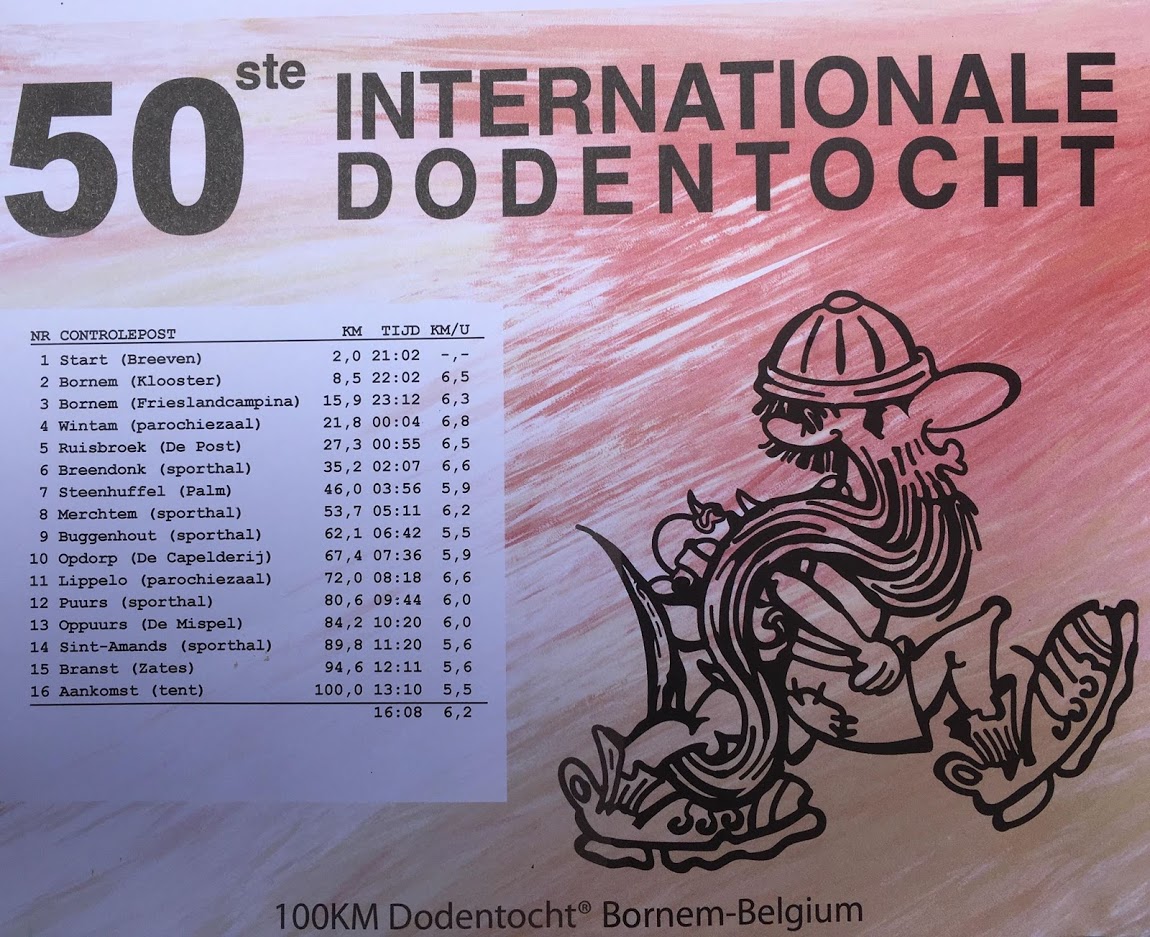 50ste INTERNATIONALE
DODENTOCHT
NR CONTROLEPOST KM TIJD KM/U
1 Start (Breeven) 2,0 21:02 -,-
2 Bornem (Klooster) 8,5 22:02 6,5
3 Bornem (Frieslandcampina) 15,9 23:12 6,3
4 Wintam (parochiezaal) 21,8 00:04 6,8
5 Ruisbroek (De Post) 27,3 00:55 6,5
6 Breendonk (sporthal) 35,2 02:07 6,6
7 Steenhuffel (Palm) 46,0 03:56 5,9
8 Merchtem (sporthal) 53,7 05:11 6,2
9 Buggenhout (sporthal) 62,1 06:42 5,5
10 Opdorp (De Capelderij) 67,4 07:36 5,9
11 Lippelo (parochiezaal) 72,0 08:18 6,6
12 Puurs (sporthal) 80,6 09:44 6,0
13 Oppuurs (De Mispel) 84,2 10:20 6,0
14 Sint-Amands (sporthal) 89,8 11:20 5,6
15 Branst (Zates) 94,6 12:11 5,6
16 Aankomst (tent) 100,0 13:10 5,5
16:08 6,2
100KM Dodentocht® Bornem-Belgium